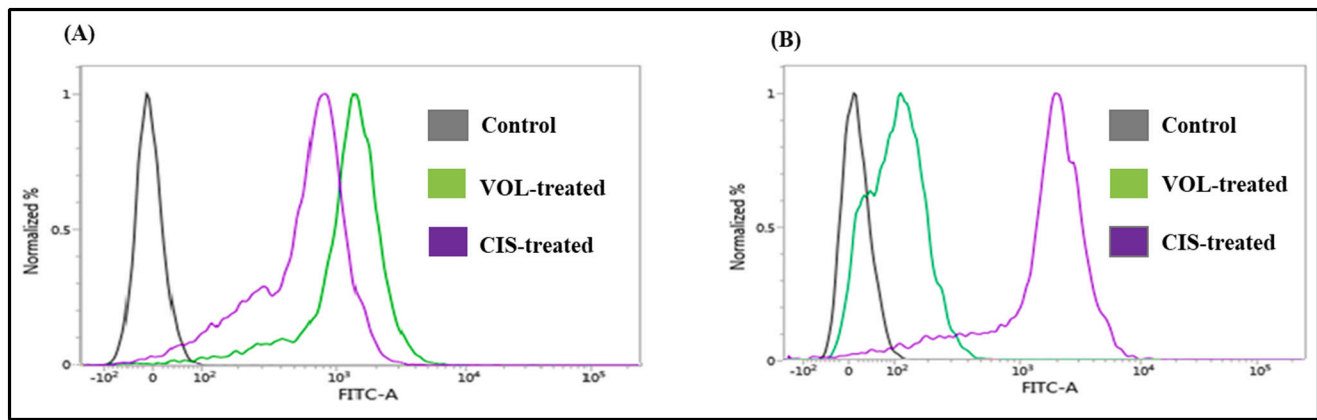 (A)
1
0.5
0
Normalized %
-10² 0 10² 10³ 10⁴ 10⁵
FITC-A
Control
VOL-treated
CIS-treated
(B)
1
0.5
0
Normalized %
-10² 0 10² 10³ 10⁴ 10⁵
FITC-A
Control
VOL-treated
CIS-treated